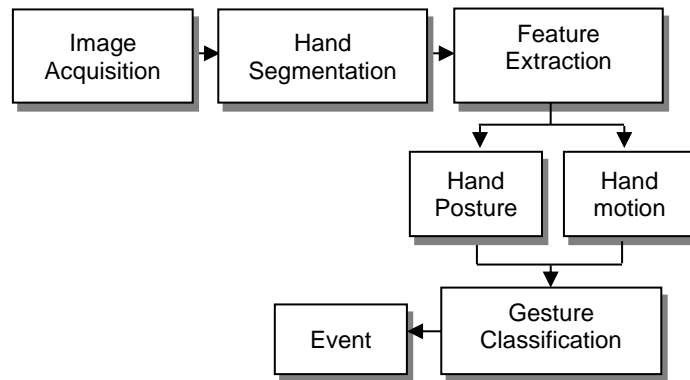 Image
Acquisition
Hand
Segmentation
Feature
Extraction
Hand
Posture
Hand
motion
Gesture
Classification
Event